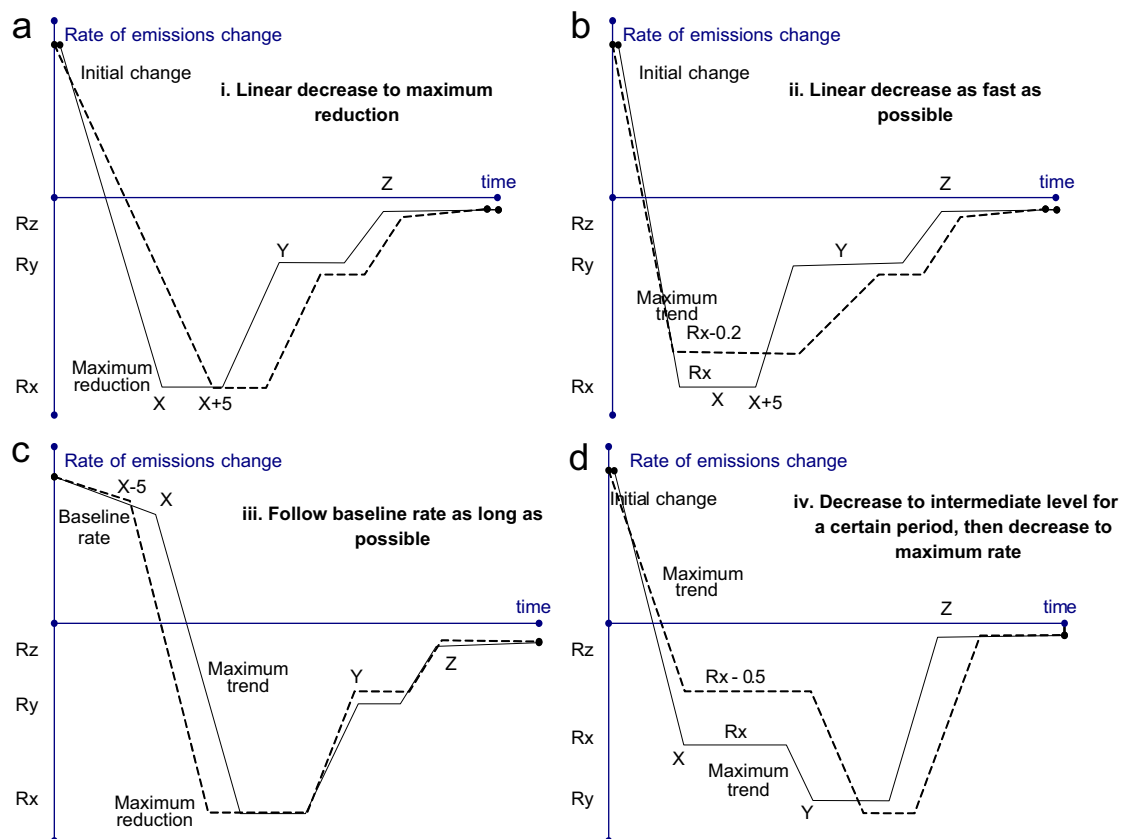 a
Rate of emissions change
Initial change
i. Linear decrease to maximum
reduction
Z
time
Rz
Y
Ry
Maximum
reduction
Rx
X
X+5
b
Rate of emissions change
Initial change
ii. Linear decrease as fast as
possible
Z
time
Rz
Y
Ry
Maximum
trend
Rx-0.2
Rx
Rx
X
X+5
c
Rate of emissions change
X-5
X
Baseline
rate
iii. Follow baseline rate as long as
possible
time
Rz
Maximum
trend
Z
Y
Ry
Rx
Maximum
reduction
d
Rate of emissions change
Initial change
iv. Decrease to intermediate level for
a certain period, then decrease to
maximum rate
Maximum
trend
Z
time
Rz
Rx - 0.5
Rx
Rx
X
Maximum
trend
Ry
Y